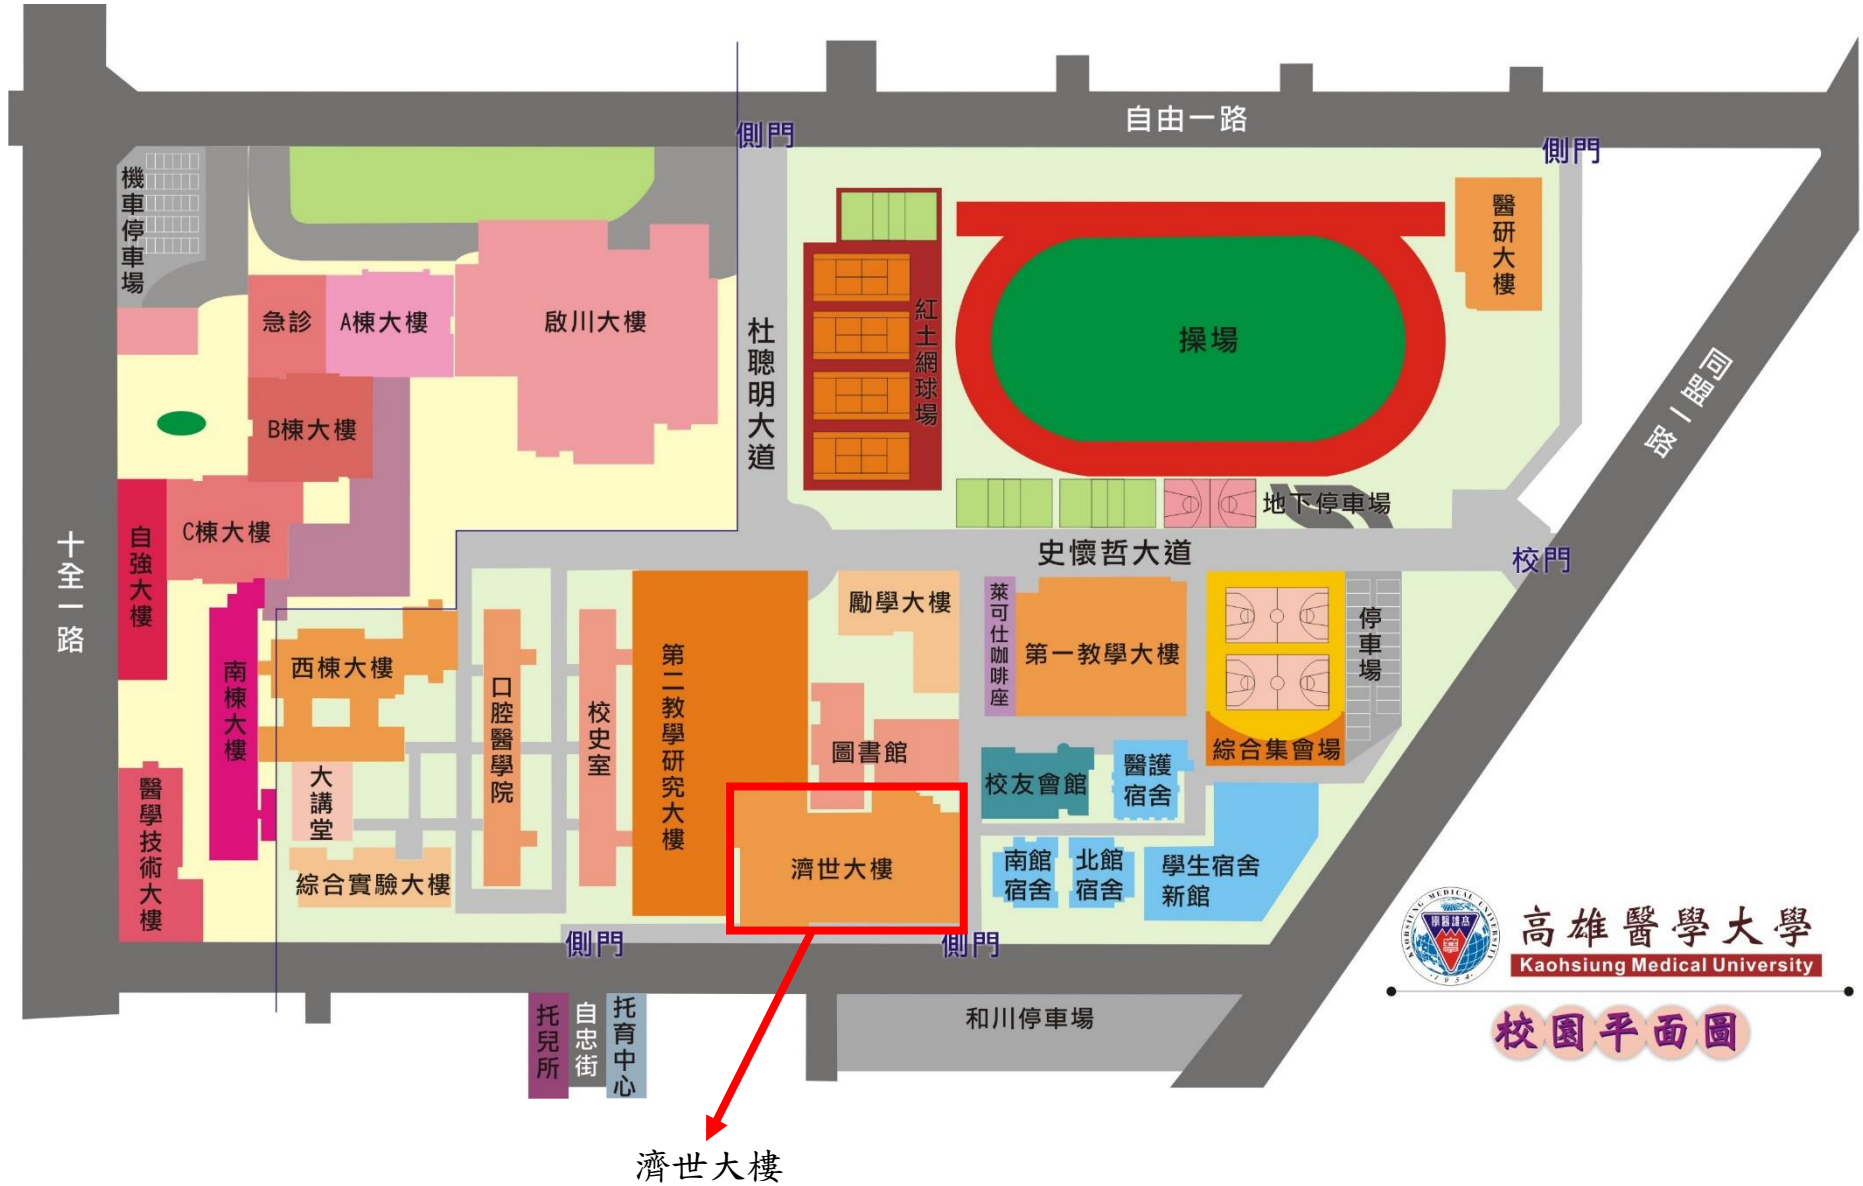 自由一路
側門
側門
機車停車場
醫研大樓
急診
A棟大樓
啟川大樓
杜聰明大道
紅土網球場
操場
同盟二路
B棟大樓
C棟大樓
自強大樓
十全一路
地下停車場
史懷哲大道
校門
南棟大樓
西棟大樓
口腔醫學院
校史室
第二教學研究大樓
勵學大樓
萊可仕咖啡座
第一教學大樓
停車場
綜合集會場
圖書館
校友會館
醫護
宿舍
大講堂
醫學技術大樓
綜合實驗大樓
濟世大樓
南館
宿舍
北館
宿舍
學生宿舍
新館
側門
側門
KAOHSIUNG MEDICAL UNIVERSITY
學醫雄高
1954
高雄醫學大學
Kaohsiung Medical University
校園平面圖
托兒所
自忠街
托育中心
和川停車場
濟世大樓